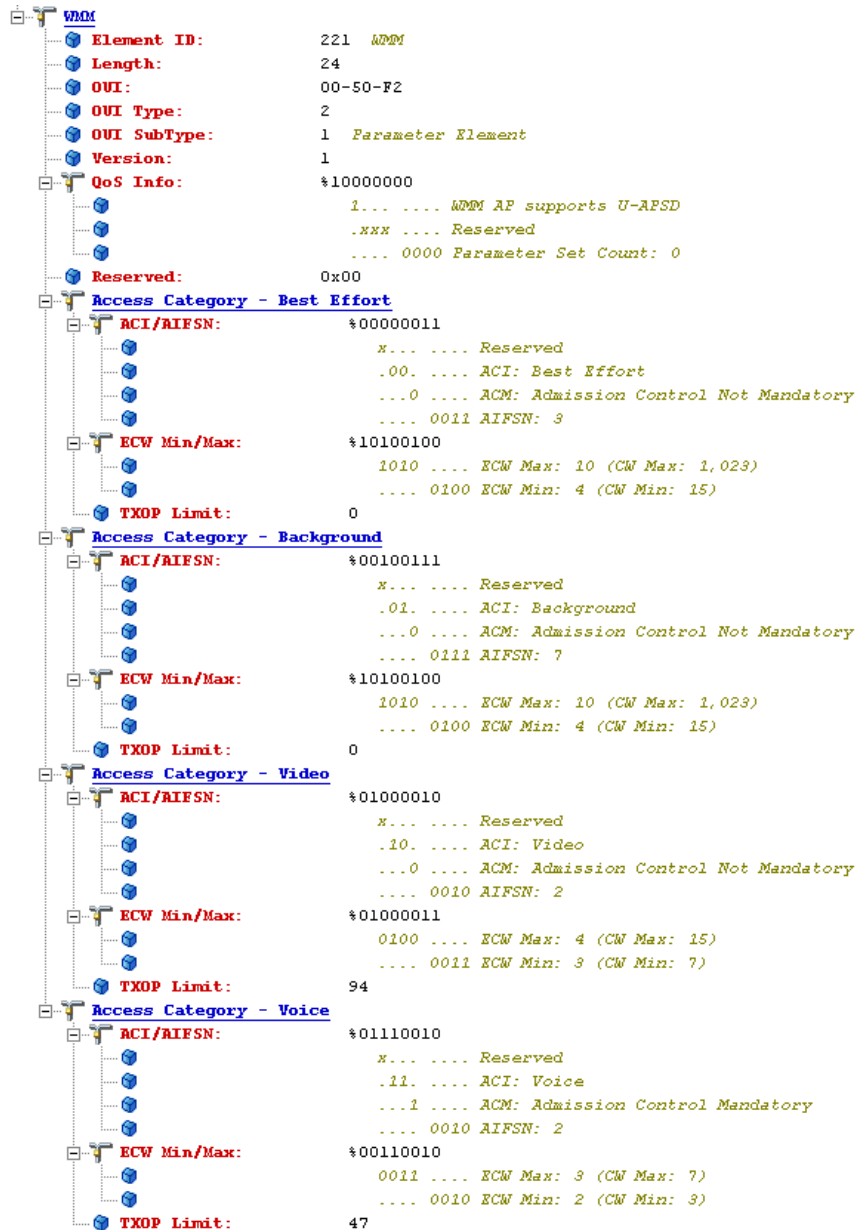 WMM
Element ID: 221 WMM
Length: 24
OUI: 00-50-F2
OUI Type: 2
OUI SubType: 1 Parameter Element
Version: 1
QoS Info: %10000000
1... .... WMM AP supports U-APSD
.xxx .... Reserved
.... 0000 Parameter Set Count: 0
Reserved: 0x00
Access Category - Best Effort
ACI/AIFSN: %00000011
x... .... Reserved
.00. .... ACI: Best Effort
...0 .... ACM: Admission Control Not Mandatory
.... 0011 AIFSN: 3
ECW Min/Max: %10100100
1010 .... ECW Max: 10 (CW Max: 1,023)
.... 0100 ECW Min: 4 (CW Min: 15)
TXOP Limit: 0
Access Category - Background
ACI/AIFSN: %00100111
x... .... Reserved
.01. .... ACI: Background
...0 .... ACM: Admission Control Not Mandatory
.... 0111 AIFSN: 7
ECW Min/Max: %10100100
1010 .... ECW Max: 10 (CW Max: 1,023)
.... 0100 ECW Min: 4 (CW Min: 15)
TXOP Limit: 0
Access Category - Video
ACI/AIFSN: %01000010
x... .... Reserved
.10. .... ACI: Video
...0 .... ACM: Admission Control Not Mandatory
.... 0010 AIFSN: 2
ECW Min/Max: %01000011
0100 .... ECW Max: 4 (CW Max: 15)
.... 0011 ECW Min: 3 (CW Min: 7)
TXOP Limit: 94
Access Category - Voice
ACI/AIFSN: %01110010
x... .... Reserved
.11. .... ACI: Voice
...1 .... ACM: Admission Control Mandatory
.... 0010 AIFSN: 2
ECW Min/Max: %00110010
0011 .... ECW Max: 3 (CW Max: 7)
.... 0010 ECW Min: 2 (CW Min: 3)
TXOP Limit: 47